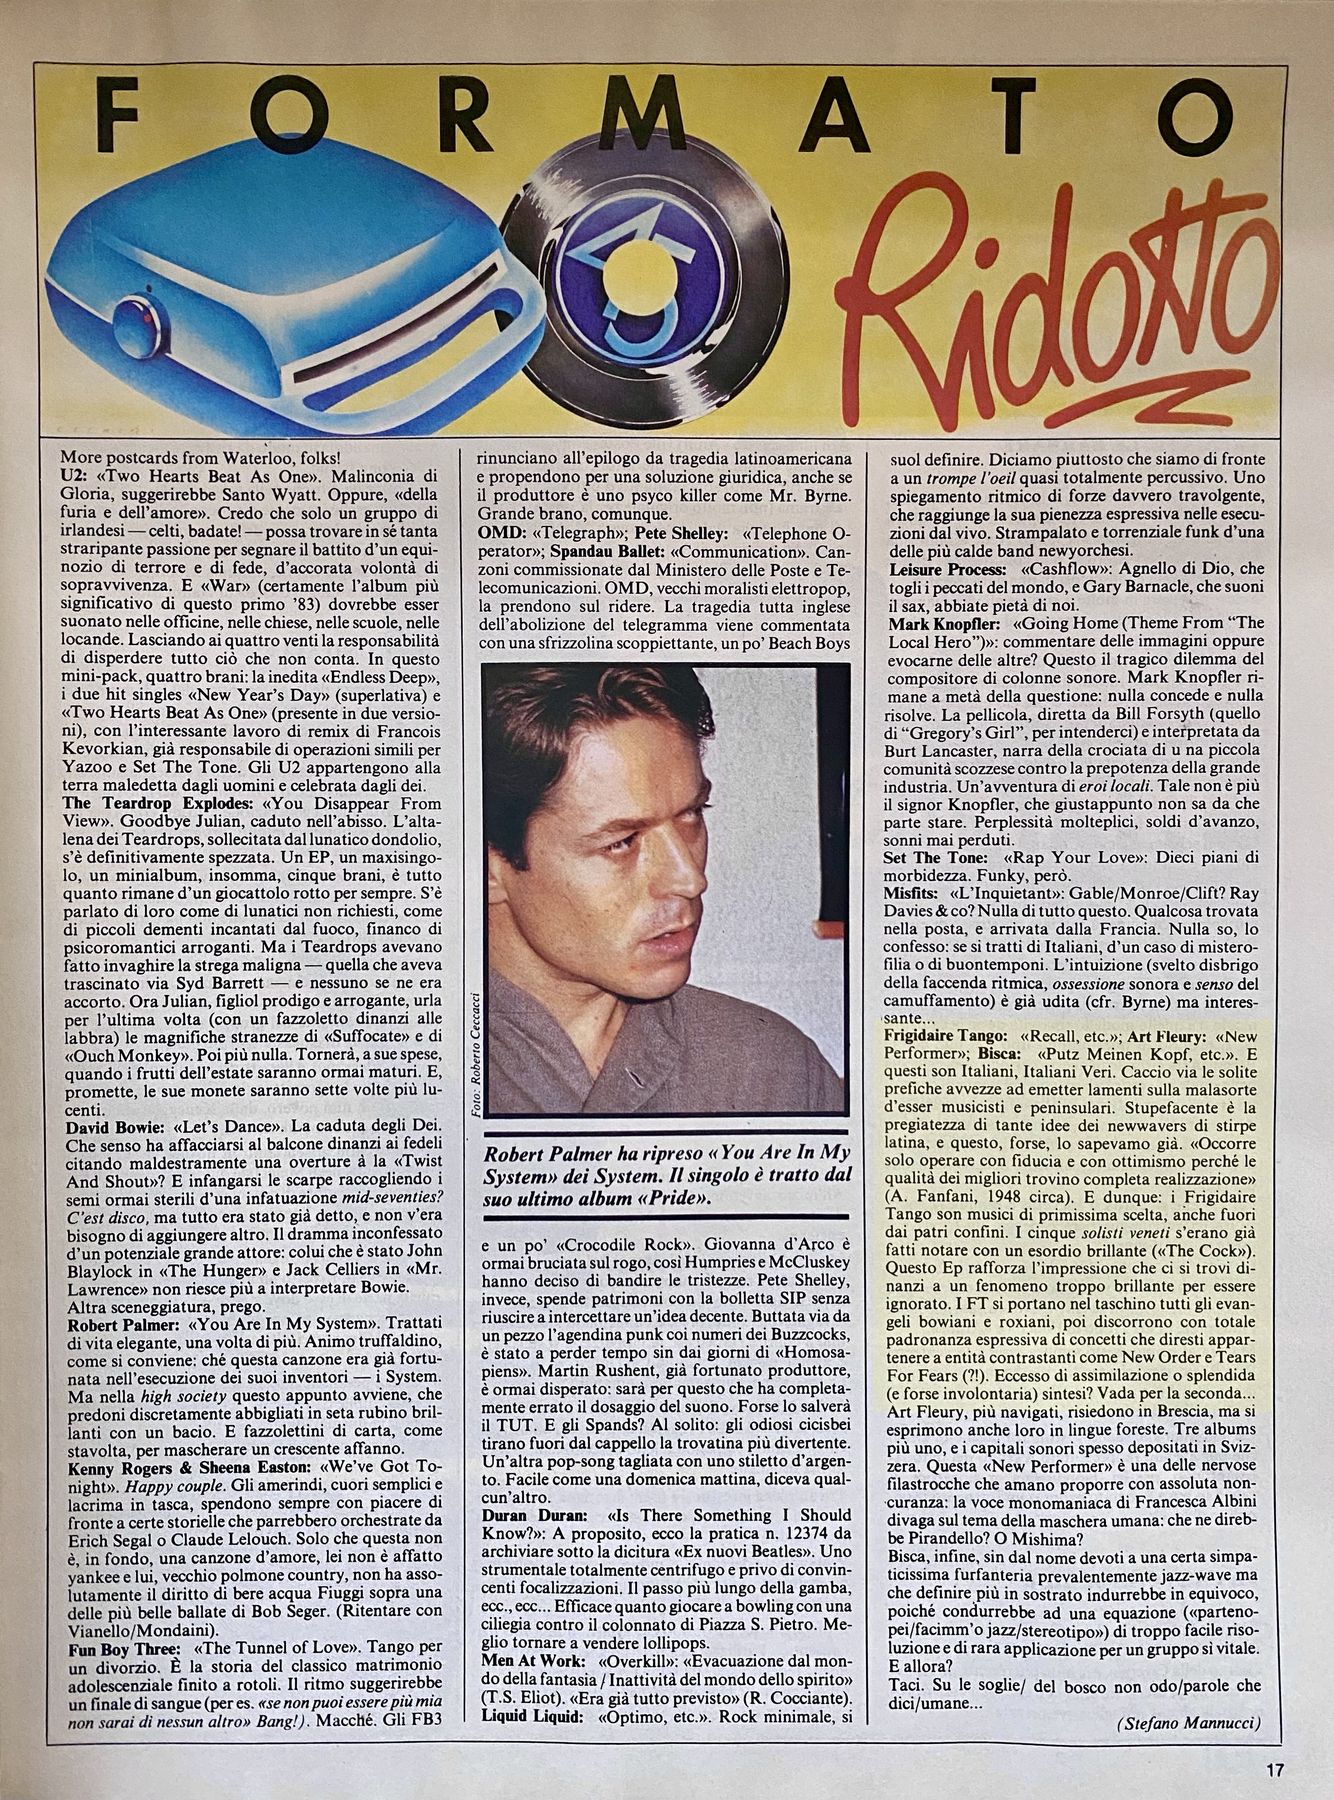 FORMATO
Ridotto
45
More postcards from Waterloo, folks!
U2: «Two Hearts Beat As One». Malinconia di
Gloria, suggerirebbe Santo Wyatt. Oppure, «della
furia e dell'amore». Credo che solo un gruppo di
irlandesi — celti, badate! — possa trovare in sé tanta
straripante passione per segnare il battito d'un equi-
nozio di terrore e di fede, d'accorata volontà di
sopravvivenza. E «War» (certamente l'album più
significativo di questo primo '83) dovrebbe esser
suonato nelle officine, nelle chiese, nelle scuole, nelle
locande. Lasciando ai quattro venti la responsabilità
di disperdere tutto ciò che non conta. In questo
mini-pack, quattro brani: la inedita «Endless Deep»,
i due hit singles «New Year's Day» (superlativa) e
«Two Hearts Beat As One» (presente in due versio-
ni), con l'interessante lavoro di remix di Francois
Kevorkian, già responsabile di operazioni simili per
Yazoo e Set The Tone. Gli U2 appartengono alla
terra maledetta dagli uomini e celebrata dagli dei.
The Teardrop Explodes: «You Disappear From
View». Goodbye Julian, caduto nell'abisso. L'alta-
lena dei Teardrops, sollecitata dal lunatico dondolio,
s'è definitivamente spezzata. Un EP, un maxisingo-
lo, un minialbum, insomma, cinque brani, è tutto
quanto rimane d'un giocattolo rotto per sempre. S'è
parlato di loro come di lunatici non richiesti, come
di piccoli dementi incantati dal fuoco, financo di
psicoromantici arroganti. Ma i Teardrops avevano
fatto invaghire la strega maligna — quella che aveva
trascinato via Syd Barrett — e nessuno se ne era
accorto. Ora Julian, figliol prodigo e arrogante, urla
per l'ultima volta (con un fazzoletto dinanzi alle
labbra) le magnifiche stranezze di «Suffocate» e di
«Ouch Monkey». Poi più nulla. Tornerà, a sue spese,
quando i frutti dell'estate saranno ormai maturi. E,
promette, le sue monete saranno sette volte più lu-
centi.
David Bowie: «Let's Dance». La caduta degli Dei.
Che senso ha affacciarsi al balcone dinanzi ai fedeli
citando maldestramente una overture à la «Twist
And Shout»? E infangarsi le scarpe raccogliendo i
semi ormai sterili d'una infatuazione mid-seventies?
C'est disco, ma tutto era stato già detto, e non v'era
bisogno di aggiungere altro. Il dramma inconfessato
d'un potenziale grande attore: colui che è stato John
Blaylock in «The Hunger» e Jack Celliers in «Mr.
Lawrence» non riesce più a interpretare Bowie.
Altra sceneggiatura, prego.
Robert Palmer: «You Are In My System». Trattati
di vita elegante, una volta di più. Animo truffaldino,
come si conviene: ché questa canzone era già fortu-
nata nell'esecuzione dei suoi inventori — i System.
Ma nella high society questo appunto avviene, che
predoni discretamente abbigliati in seta rubino bril-
lanti con un bacio. E fazzolettini di carta, come
stavolta, per mascherare un crescente affanno.
Kenny Rogers & Sheena Easton: «We've Got To-
night». Happy couple. Gli amerindi, cuori semplici e
lacrima in tasca, spendono sempre con piacere di
fronte a certe storielle che parrebbero orchestrate da
Erich Segal o Claude Lelouch. Solo che questa non
è, in fondo, una canzone d'amore, lei non è affatto
yankee e lui, vecchio polmone country, non ha asso-
lutamente il diritto di bere acqua Fiuggi sopra una
delle più belle ballate di Bob Seger. (Ritentare con
Vianello/Mondaini).
Fun Boy Three: «The Tunnel of Love». Tango per
un divorzio. È la storia del classico matrimonio
adolescenziale finito a rotoli. Il ritmo suggerirebbe
un finale di sangue (per es. «se non puoi essere più mia
non sarai di nessun altro» Bang!). Macché. Gli FB3
rinunciano all'epilogo da tragedia latinoamericana
e propendono per una soluzione giuridica, anche se
il produttore è uno psyco killer come Mr. Byrne.
Grande brano, comunque.
OMD: «Telegraph»; Pete Shelley: «Telephone O-
perator»; Spandau Ballet: «Communication». Can-
zoni commissionate dal Ministero delle Poste e Te-
lecomunicazioni. OMD, vecchi moralisti elettropop,
la prendono sul ridere. La tragedia tutta inglese
dell'abolizione del telegramma viene commentata
con una sfrizzolina scoppiettante, un po' Beach Boys
Foto: Roberto Ceccacci
Robert Palmer ha ripreso «You Are In My
System» dei System. Il singolo è tratto dal
suo ultimo album «Pride».
e un po' «Crocodile Rock». Giovanna d'Arco è
ormai bruciata sul rogo, così Humpries e McCluskey
hanno deciso di bandire le tristezze. Pete Shelley,
invece, spende patrimoni con la bolletta SIP senza
riuscire a intercettare un'idea decente. Buttata via da
un pezzo l'agendina punk coi numeri dei Buzzcocks,
è stato a perder tempo sin dai giorni di «Homosa-
piens». Martin Rushent, già fortunato produttore,
è ormai disperato: sarà per questo che ha completa-
mente errato il dosaggio del suono. Forse lo salverà
il TUT. E gli Spands? Al solito: gli odiosi cicisbei
tirano fuori dal cappello la trovatina più divertente.
Un'altra pop-song tagliata con uno stiletto d'argen-
to. Facile come una domenica mattina, diceva qual-
cun'altro.
Duran Duran: «Is There Something I Should
Know?»: A proposito, ecco la pratica n. 12374 da
archiviare sotto la dicitura «Ex nuovi Beatles». Uno
strumentale totalmente centrifugo e privo di convin-
centi focalizzazioni. Il passo più lungo della gamba,
ecc., ecc... Efficace quanto giocare a bowling con una
ciliegia contro il colonnato di Piazza S. Pietro. Me-
glio tornare a vendere lollipops.
Men At Work: «Overkill»: «Evacuazione dal mon-
do della fantasia / Inattività del mondo dello spirito»
(T.S. Eliot). «Era già tutto previsto» (R. Cocciante).
Liquid Liquid: «Optimo, etc.». Rock minimale, si
suol definire. Diciamo piuttosto che siamo di fronte
a un trompe l'oeil quasi totalmente percussivo. Uno
spiegamento ritmico di forze davvero travolgente,
che raggiunge la sua pienezza espressiva nelle esecu-
zioni dal vivo. Strampalato e torrenziale funk d'una
delle più calde band newyorchesi.
Leisure Process: «Cashflow»: Agnello di Dio, che
togli i peccati del mondo, e Gary Barnacle, che suoni
il sax, abbiate pietà di noi.
Mark Knopfler: «Going Home (Theme From "The
Local Hero")»: commentare delle immagini oppure
evocarne delle altre? Questo il tragico dilemma del
compositore di colonne sonore. Mark Knopfler ri-
mane a metà della questione: nulla concede e nulla
risolve. La pellicola, diretta da Bill Forsyth (quello
di "Gregory's Girl", per intenderci) e interpretata da
Burt Lancaster, narra della crociata di u na piccola
comunità scozzese contro la prepotenza della grande
industria. Un'avventura di eroi locali. Tale non è più
il signor Knopfler, che giustappunto non sa da che
parte stare. Perplessità molteplici, soldi d'avanzo,
sonni mai perduti.
Set The Tone: «Rap Your Love»: Dieci piani di
morbidezza. Funky, però.
Misfits: «L'Inquietant»: Gable/Monroe/Clift? Ray
Davies & co? Nulla di tutto questo. Qualcosa trovata
nella posta, e arrivata dalla Francia. Nulla so, lo
confesso: se si tratti di Italiani, d'un caso di mistero-
filia o di buontemponi. L'intuizione (svelto disbrigo
della faccenda ritmica, ossessione sonora e senso del
camuffamento) è già udita (cfr. Byrne) ma interes-
sante...
Frigidaire Tango: «Recall, etc.»; Art Fleury: «New
Performer»; Bisca: «Putz Meinen Kopf, etc.». E
questi son Italiani, Italiani Veri. Caccio via le solite
prefiche avvezze ad emetter lamenti sulla malasorte
d'esser musicisti e peninsulari. Stupefacente è la
pregiatezza di tante idee dei newwavers di stirpe
latina, e questo, forse, lo sapevamo già. «Occorre
solo operare con fiducia e con ottimismo perché le
qualità dei migliori trovino completa realizzazione»
(A. Fanfani, 1948 circa). E dunque: i Frigidaire
Tango son musici di primissima scelta, anche fuori
dai patri confini. I cinque solisti veneti s'erano già
fatti notare con un esordio brillante («The Cock»).
Questo Ep rafforza l'impressione che ci si trovi di-
nanzi a un fenomeno troppo brillante per essere
ignorato. I FT si portano nel taschino tutti gli evan-
geli bowiani e roxiani, poi discorrono con totale
padronanza espressiva di concetti che diresti appar-
tenere a entità contrastanti come New Order e Tears
For Fears (?!). Eccesso di assimilazione o splendida
(e forse involontaria) sintesi? Vada per la seconda...
Art Fleury, più navigati, risiedono in Brescia, ma si
esprimono anche loro in lingue foreste. Tre albums
più uno, e i capitali sonori spesso depositati in Sviz-
zera. Questa «New Performer» è una delle nervose
filastrocche che amano proporre con assoluta non-
curanza: la voce monomaniaca di Francesca Albini
divaga sul tema della maschera umana: che ne direb-
be Pirandello? O Mishima?
Bisca, infine, sin dal nome devoti a una certa simpa-
ticissima furfanteria prevalentemente jazz-wave ma
che definire più in sostrato indurrebbe in equivoco,
poiché condurrebbe ad una equazione («parteno-
pei/facimm'o jazz/stereotipo») di troppo facile riso-
luzione e di rara applicazione per un gruppo sì vitale.
E allora?
Taci. Su le soglie/ del bosco non odo/parole che
dici/umane...
(Stefano Mannucci)
17